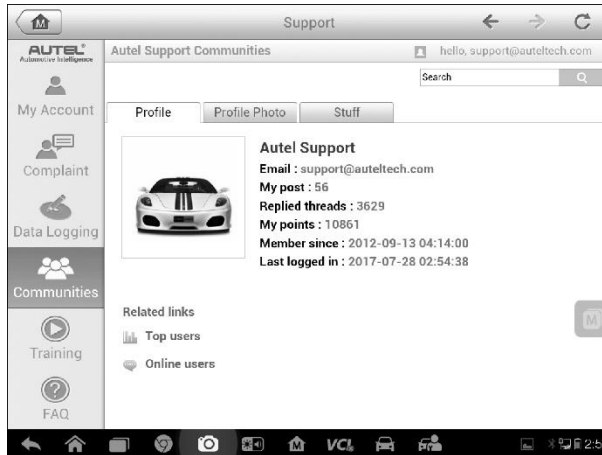 Support
AUTEL
Automotive Intelligence
Autel Support Communities
hello, support@auteltech.com
Search
My Account
Complaint
Data Logging
Communities
Training
FAQ
Profile
Profile Photo
Stuff
Autel Support
Email : support@auteltech.com
My post : 56
Replied threads : 3629
My points : 10861
Member since : 2012-09-13 04:14:00
Last logged in : 2017-07-28 02:54:38
Related links
Top users
Online users
M
M
M
VCI
2:5